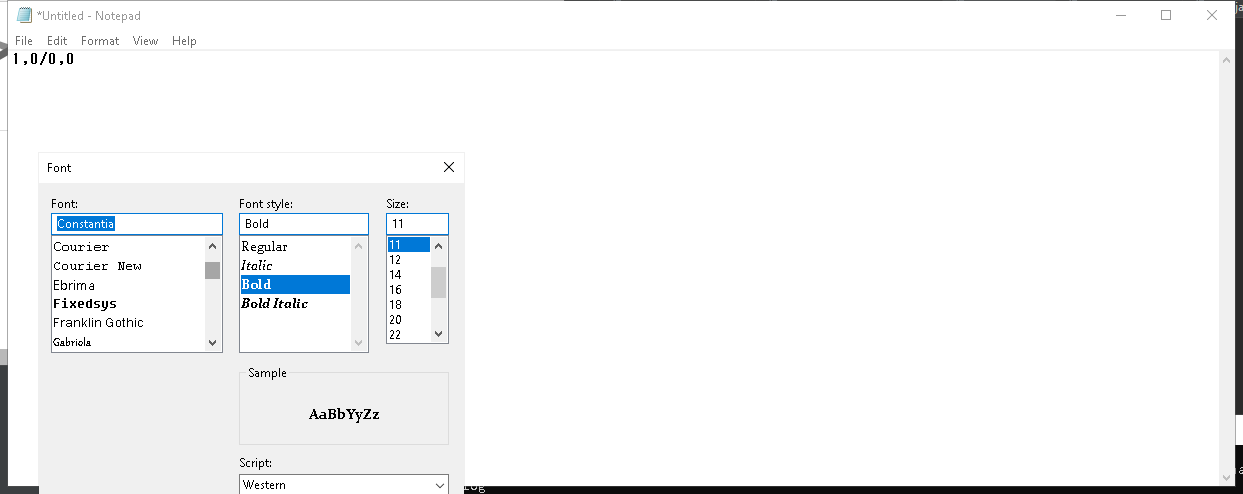 *Untitled - Notepad
File Edit Format View Help
1,0/0,0
Font
Font: Font style: Size:
Constantia Bold 11
Courier Regular 11
Courier New Italic 12
Ebrima Bold 14
Fixedsys Bold Italic 16
Franklin Gothic 18
Gabriola 20
22
Sample
AaBbYyZz
Script:
Western